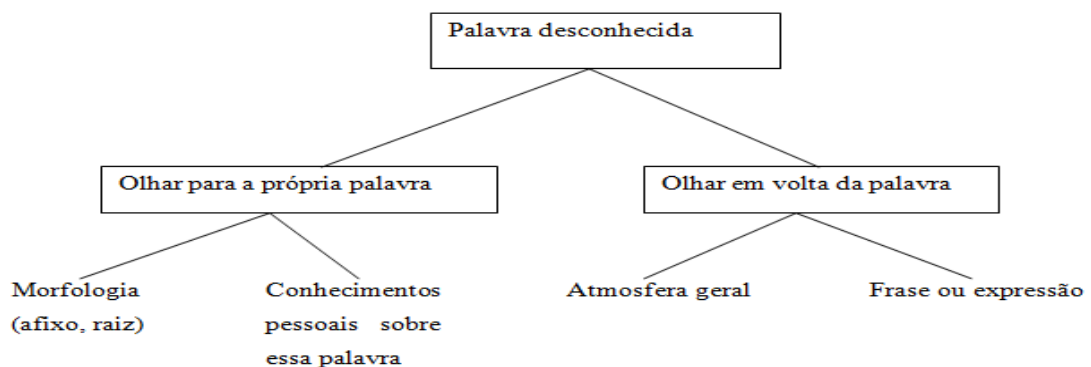 Palavra desconhecida
Olhar para a própria palavra
Olhar em volta da palavra
Morfologia
(afixo, raiz)
Conhecimentos
pessoais sobre
essa palavra
Atmosfera geral
Frase ou expressão